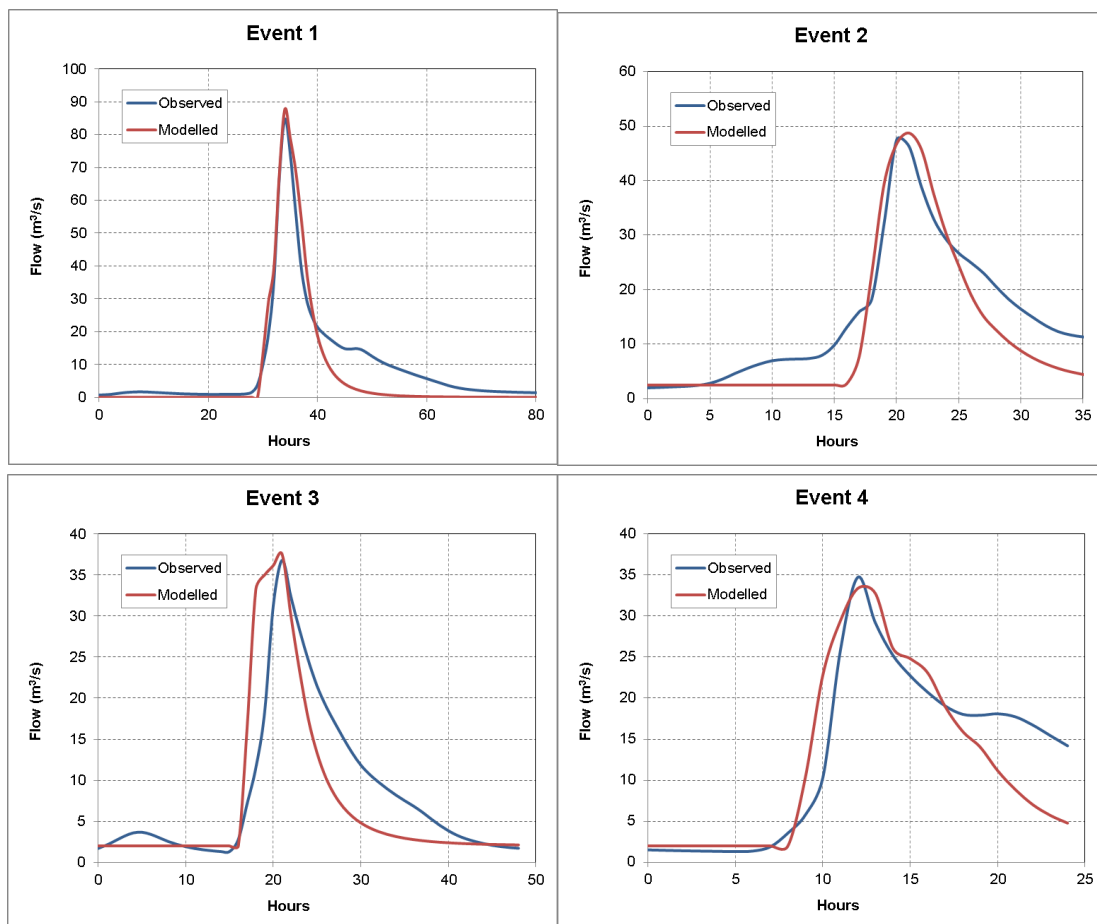 Event 1
Observed
Modelled
Flow (m³/s)
100
90
80
70
60
50
40
30
20
10
0
0 20 40 60 80
Hours
Event 2
Observed
Modelled
Flow (m³/s)
60
50
40
30
20
10
0
0 5 10 15 20 25 30 35
Hours
Event 3
Observed
Modelled
Flow (m³/s)
40
35
30
25
20
15
10
5
0
0 10 20 30 40 50
Hours
Event 4
Observed
Modelled
Flow (m³/s)
40
35
30
25
20
15
10
5
0
0 5 10 15 20 25
Hours